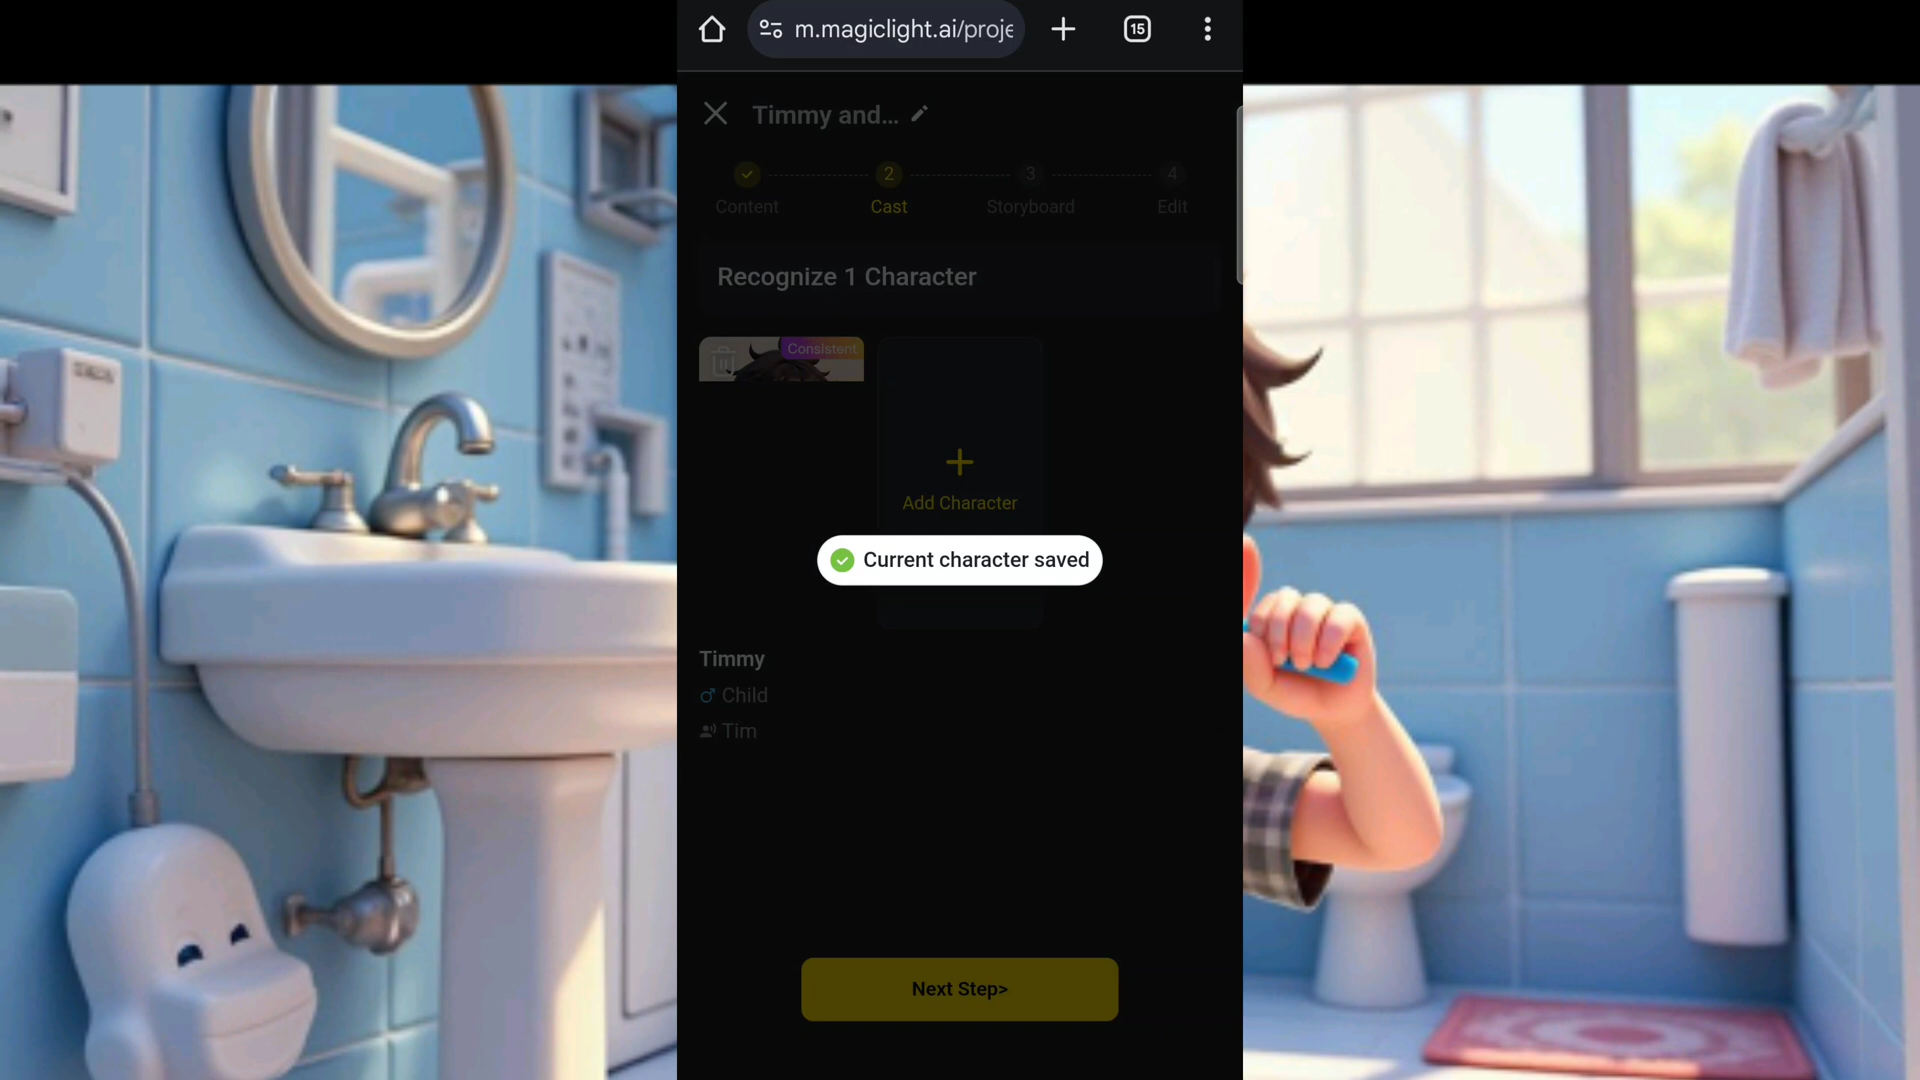 m.magiclight.ai/proje
15
Timmy and...
2
3
4
Content
Cast
Storyboard
Edit
Recognize 1 Character
Consistent
Add Character
Current character saved
Timmy
Child
Tim
Next Step>